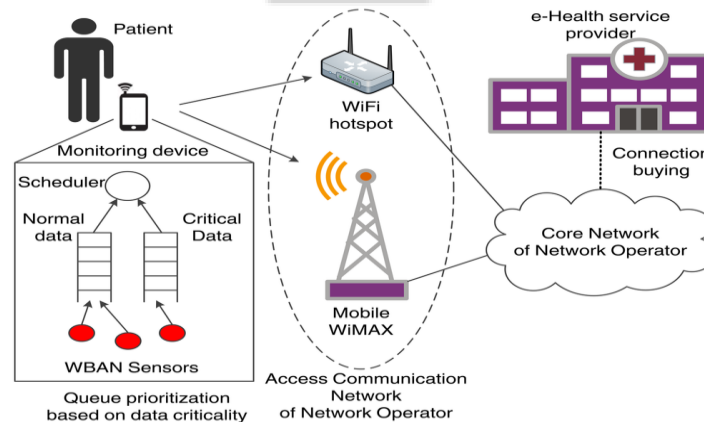 Patient
Monitoring device
Scheduler
Normal
data
Critical
Data
WBAN Sensors
Queue prioritization
based on data criticality
WiFi
hotspot
Mobile
WiMAX
Access Communication
Network
of Network Operator
e-Health service
provider
Connection
buying
Core Network
of Network Operator